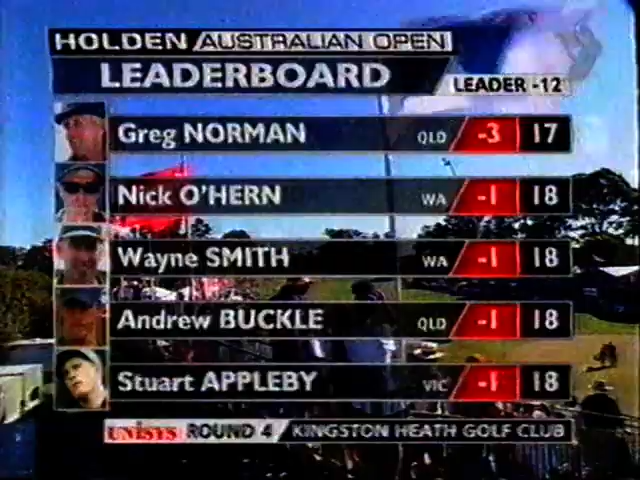 HOLDEN AUSTRALIAN OPEN
LEADERBOARD
LEADER -12
Greg NORMAN QLD -3 17
Nick O'HERN WA -1 18
Wayne SMITH WA -1 18
Andrew BUCKLE QLD -1 18
Stuart APPLEBY VIC -1 18
UNISYS ROUND 4 KINGSTON HEATH GOLF CLUB